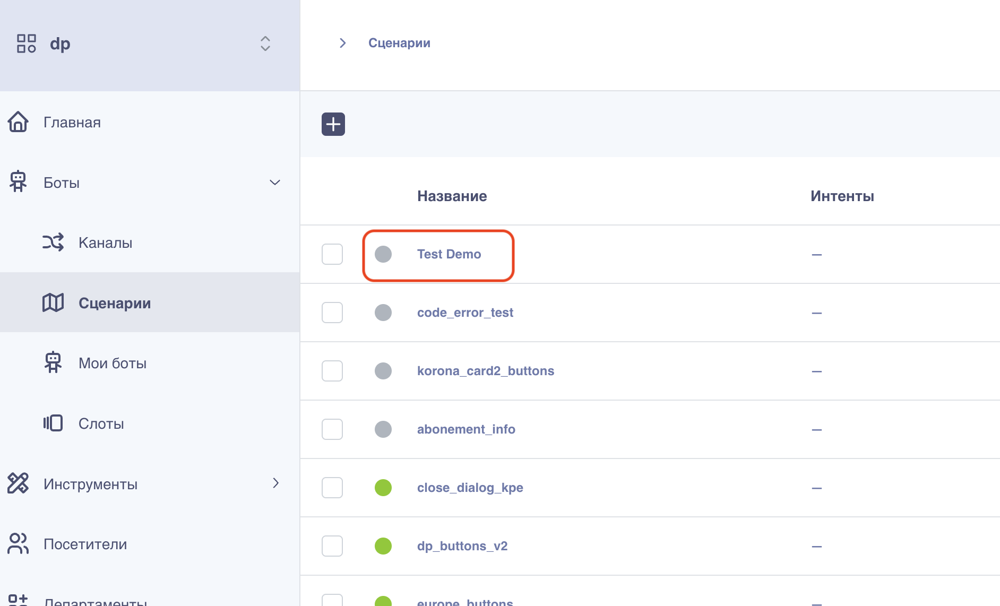 dp
Сценарии
Главная
Боты
Каналы
Сценарии
Мои боты
Слоты
Инструменты
Посетители
Департаменты
Название
Интенты
Test Demo
—
code_error_test
—
korona_card2_buttons
—
abonement_info
—
close_dialog_kpe
—
dp_buttons_v2
—
europe_buttons
—